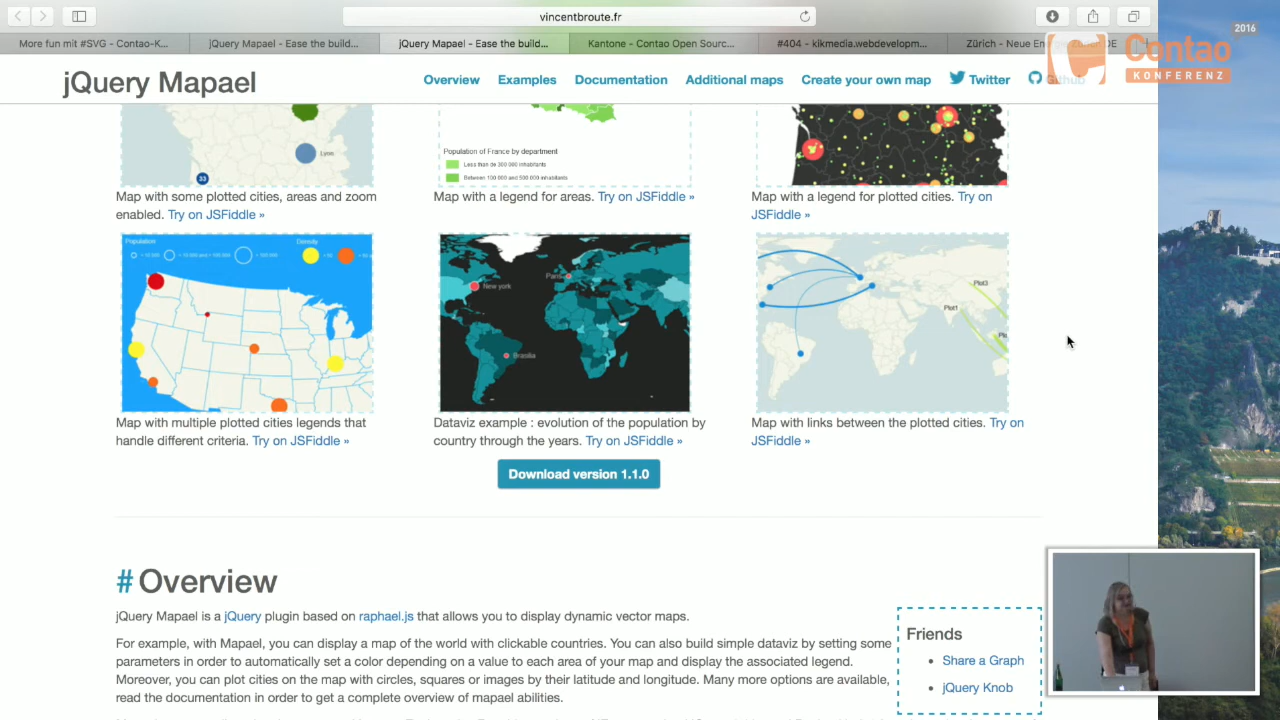 vincentbroute.fr
More fun mit #SVG - Contao-K...
jQuery Mapael - Ease the build...
jQuery Mapael - Ease the build...
Kantone - Contao Open Sourc...
#404 - kikmedia.webdevelopm...
Zürich - Neue Energie
2016
Contao
KONFERENZ
jQuery Mapael
Overview
Examples
Documentation
Additional maps
Create your own map
Twitter
Github
Lyon
33
Population of France by department
Less than de 300 000 inhabitants
Between 100 000 and 500 000 inhabitants
Map with some plotted cities, areas and zoom
enabled. Try on JSFiddle »
Map with a legend for areas. Try on JSFiddle »
Map with a legend for plotted cities. Try on
JSFiddle »
Population
Density
New york
Paris
Brasilia
Plot3
Plot1
Map with multiple plotted cities legends that
handle different criteria. Try on JSFiddle »
Dataviz example : evolution of the population by
country through the years. Try on JSFiddle »
Map with links between the plotted cities. Try on
JSFiddle »
Download version 1.1.0
# Overview
jQuery Mapael is a jQuery plugin based on raphael.js that allows you to display dynamic vector maps.
For example, with Mapael, you can display a map of the world with clickable countries. You can also build simple dataviz by setting some
parameters in order to automatically set a color depending on a value to each area of your map and display the associated legend.
Moreover, you can plot cities on the map with circles, squares or images by their latitude and longitude. Many more options are available,
read the documentation in order to get a complete overview of mapael abilities.
Friends
Share a Graph
jQuery Knob